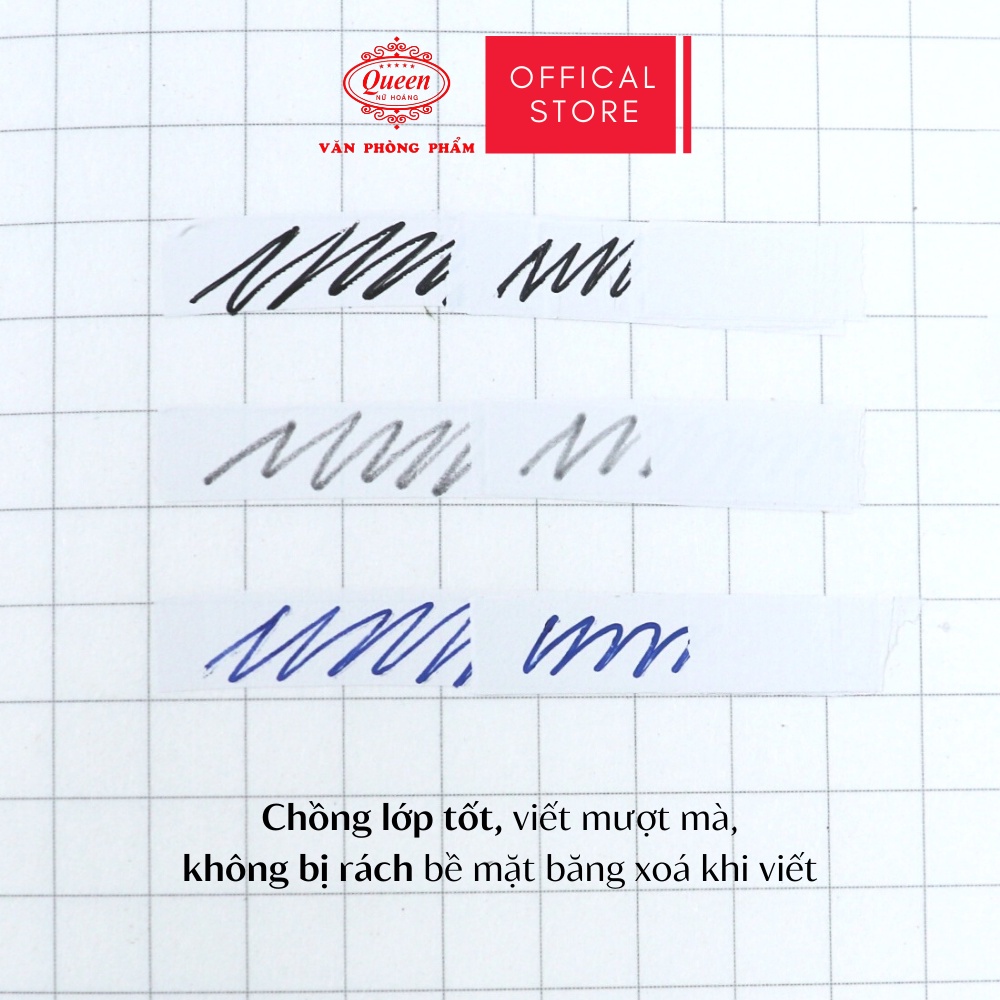 Queen
NỮ HOÀNG
VĂN PHÒNG PHẨM
OFFICAL
STORE
Chồng lớp tốt, viết mượt mà,
không bị rách bề mặt băng xoá khi viết